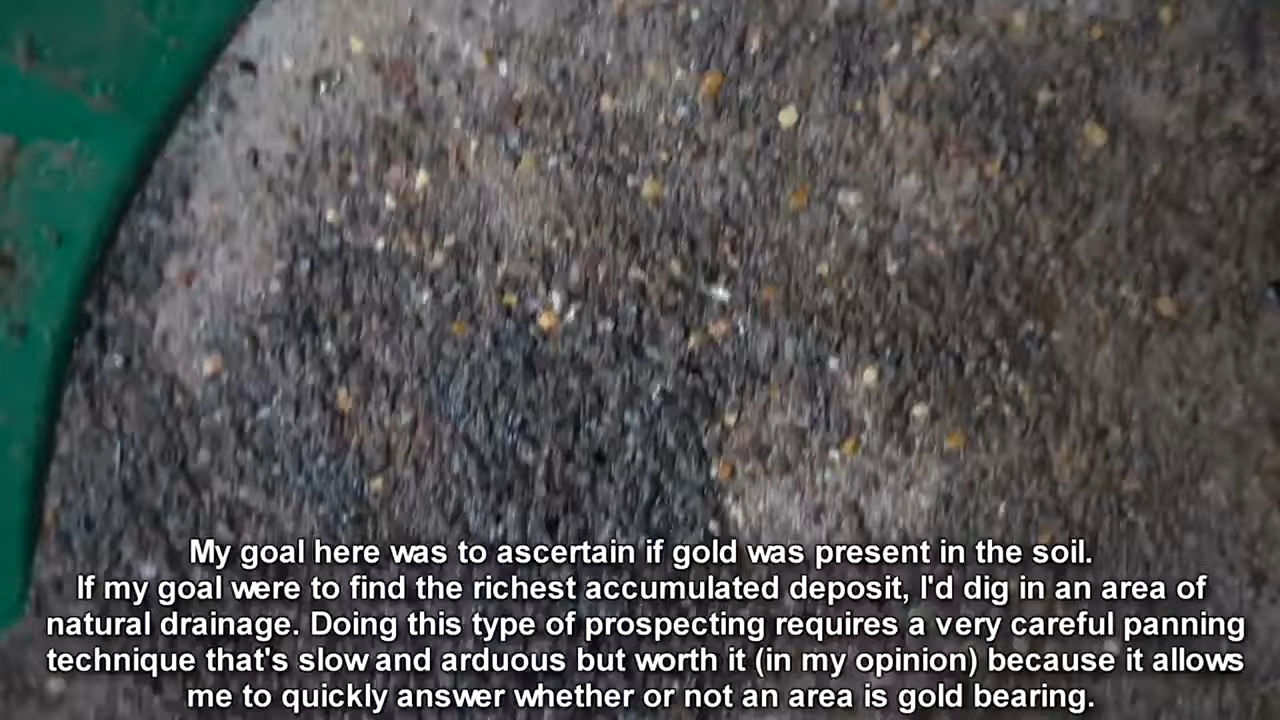 My goal here was to ascertain if gold was present in the soil.
If my goal were to find the richest accumulated deposit, I'd dig in an area of
natural drainage. Doing this type of prospecting requires a very careful panning
technique that's slow and arduous but worth it (in my opinion) because it allows
me to quickly answer whether or not an area is gold bearing.